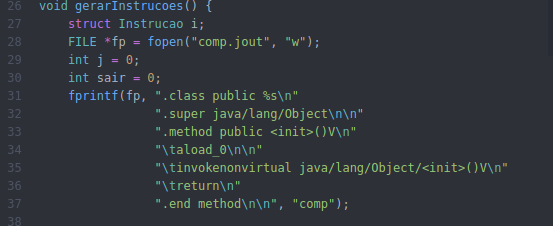 26 void gerarInstrucoes() {
27     struct Instrucao i;
28     FILE *fp = fopen("comp.jout", "w");
29     int j = 0;
30     int sair = 0;
31     fprintf(fp, ".class public %s\n"
32                 ".super java/lang/Object\n\n"
33                 ".method public <init>()V\n"
34                 "\taload_0\n\n"
35                 "\tinvokenonvirtual java/lang/Object/<init>()V\n"
36                 "\treturn\n"
37                 ".end method\n\n", "comp");
38